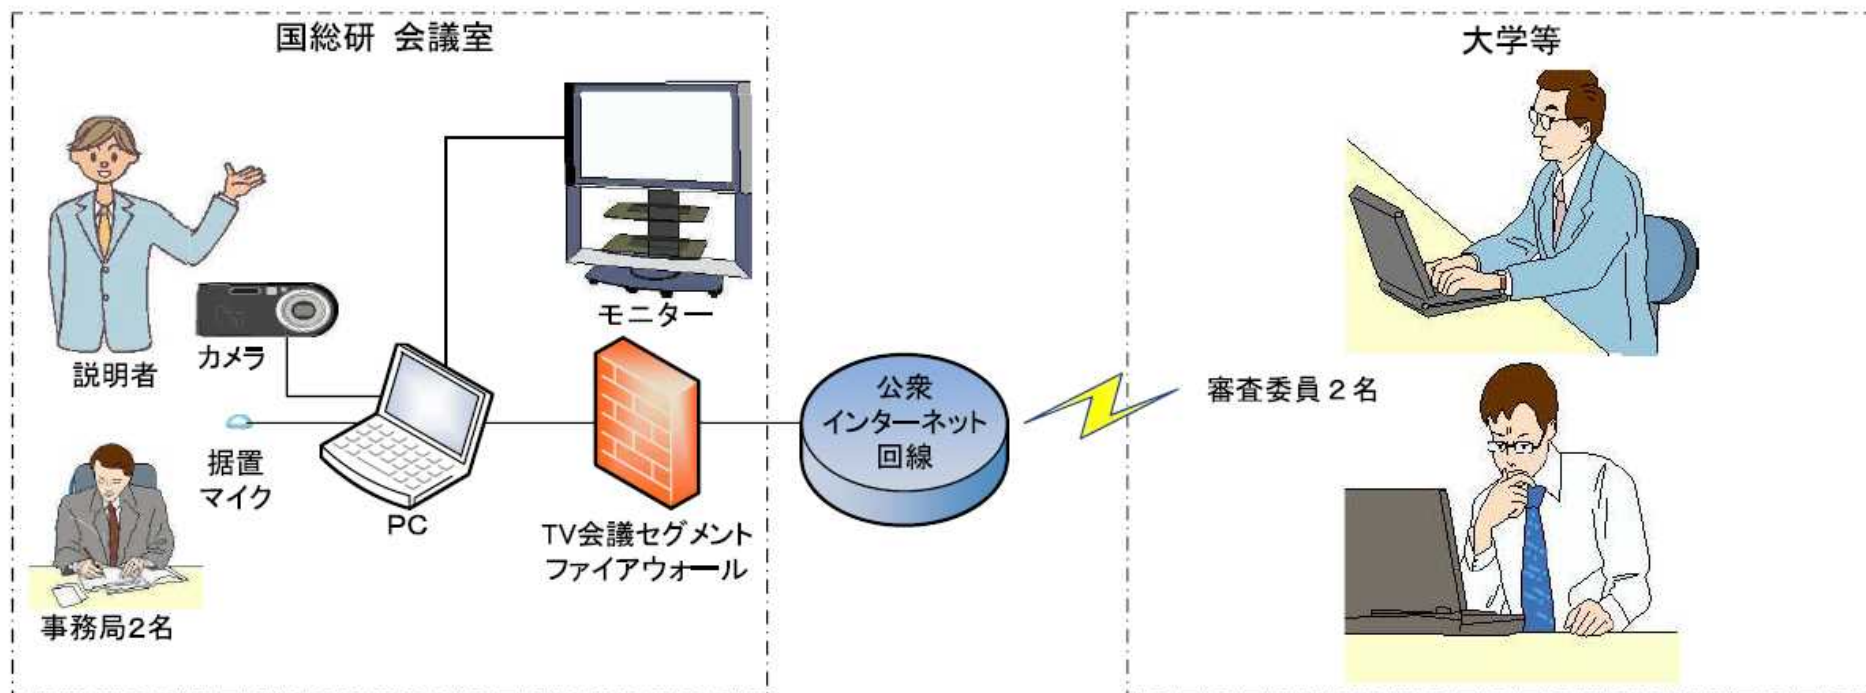 国総研 会議室
大学等
モニター
カメラ
説明者
公衆
インターネット
回線
審査委員２名
据置
マイク
PC
TV会議セグメント
ファイアウォール
事務局2名